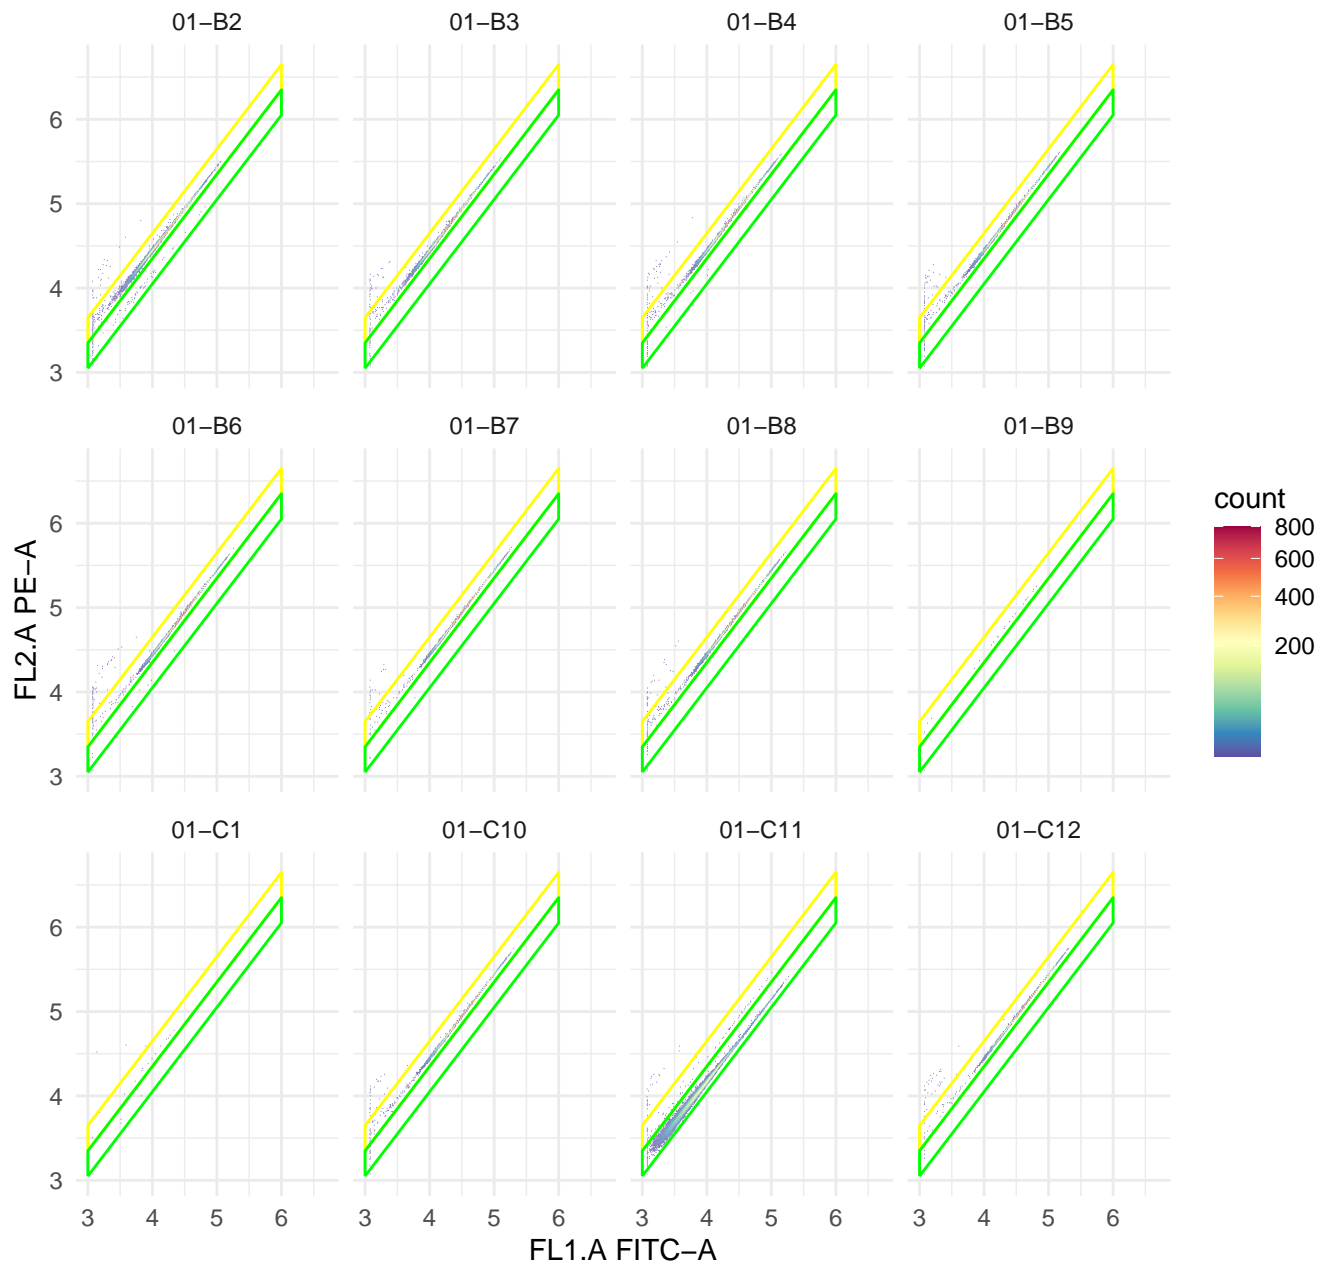 01−B2 01−B3 01−B4 01−B5
6
5
4
3
01−B6 01−B7 01−B8 01−B9
6
5
4
3
01−C1 01−C10 01−C11 01−C12
6
5
4
3
3 4 5 6 3 4 5 6 3 4 5 6 3 4 5 6
FL1.A FITC−A
FL2.A PE−A
count
800
600
400
200